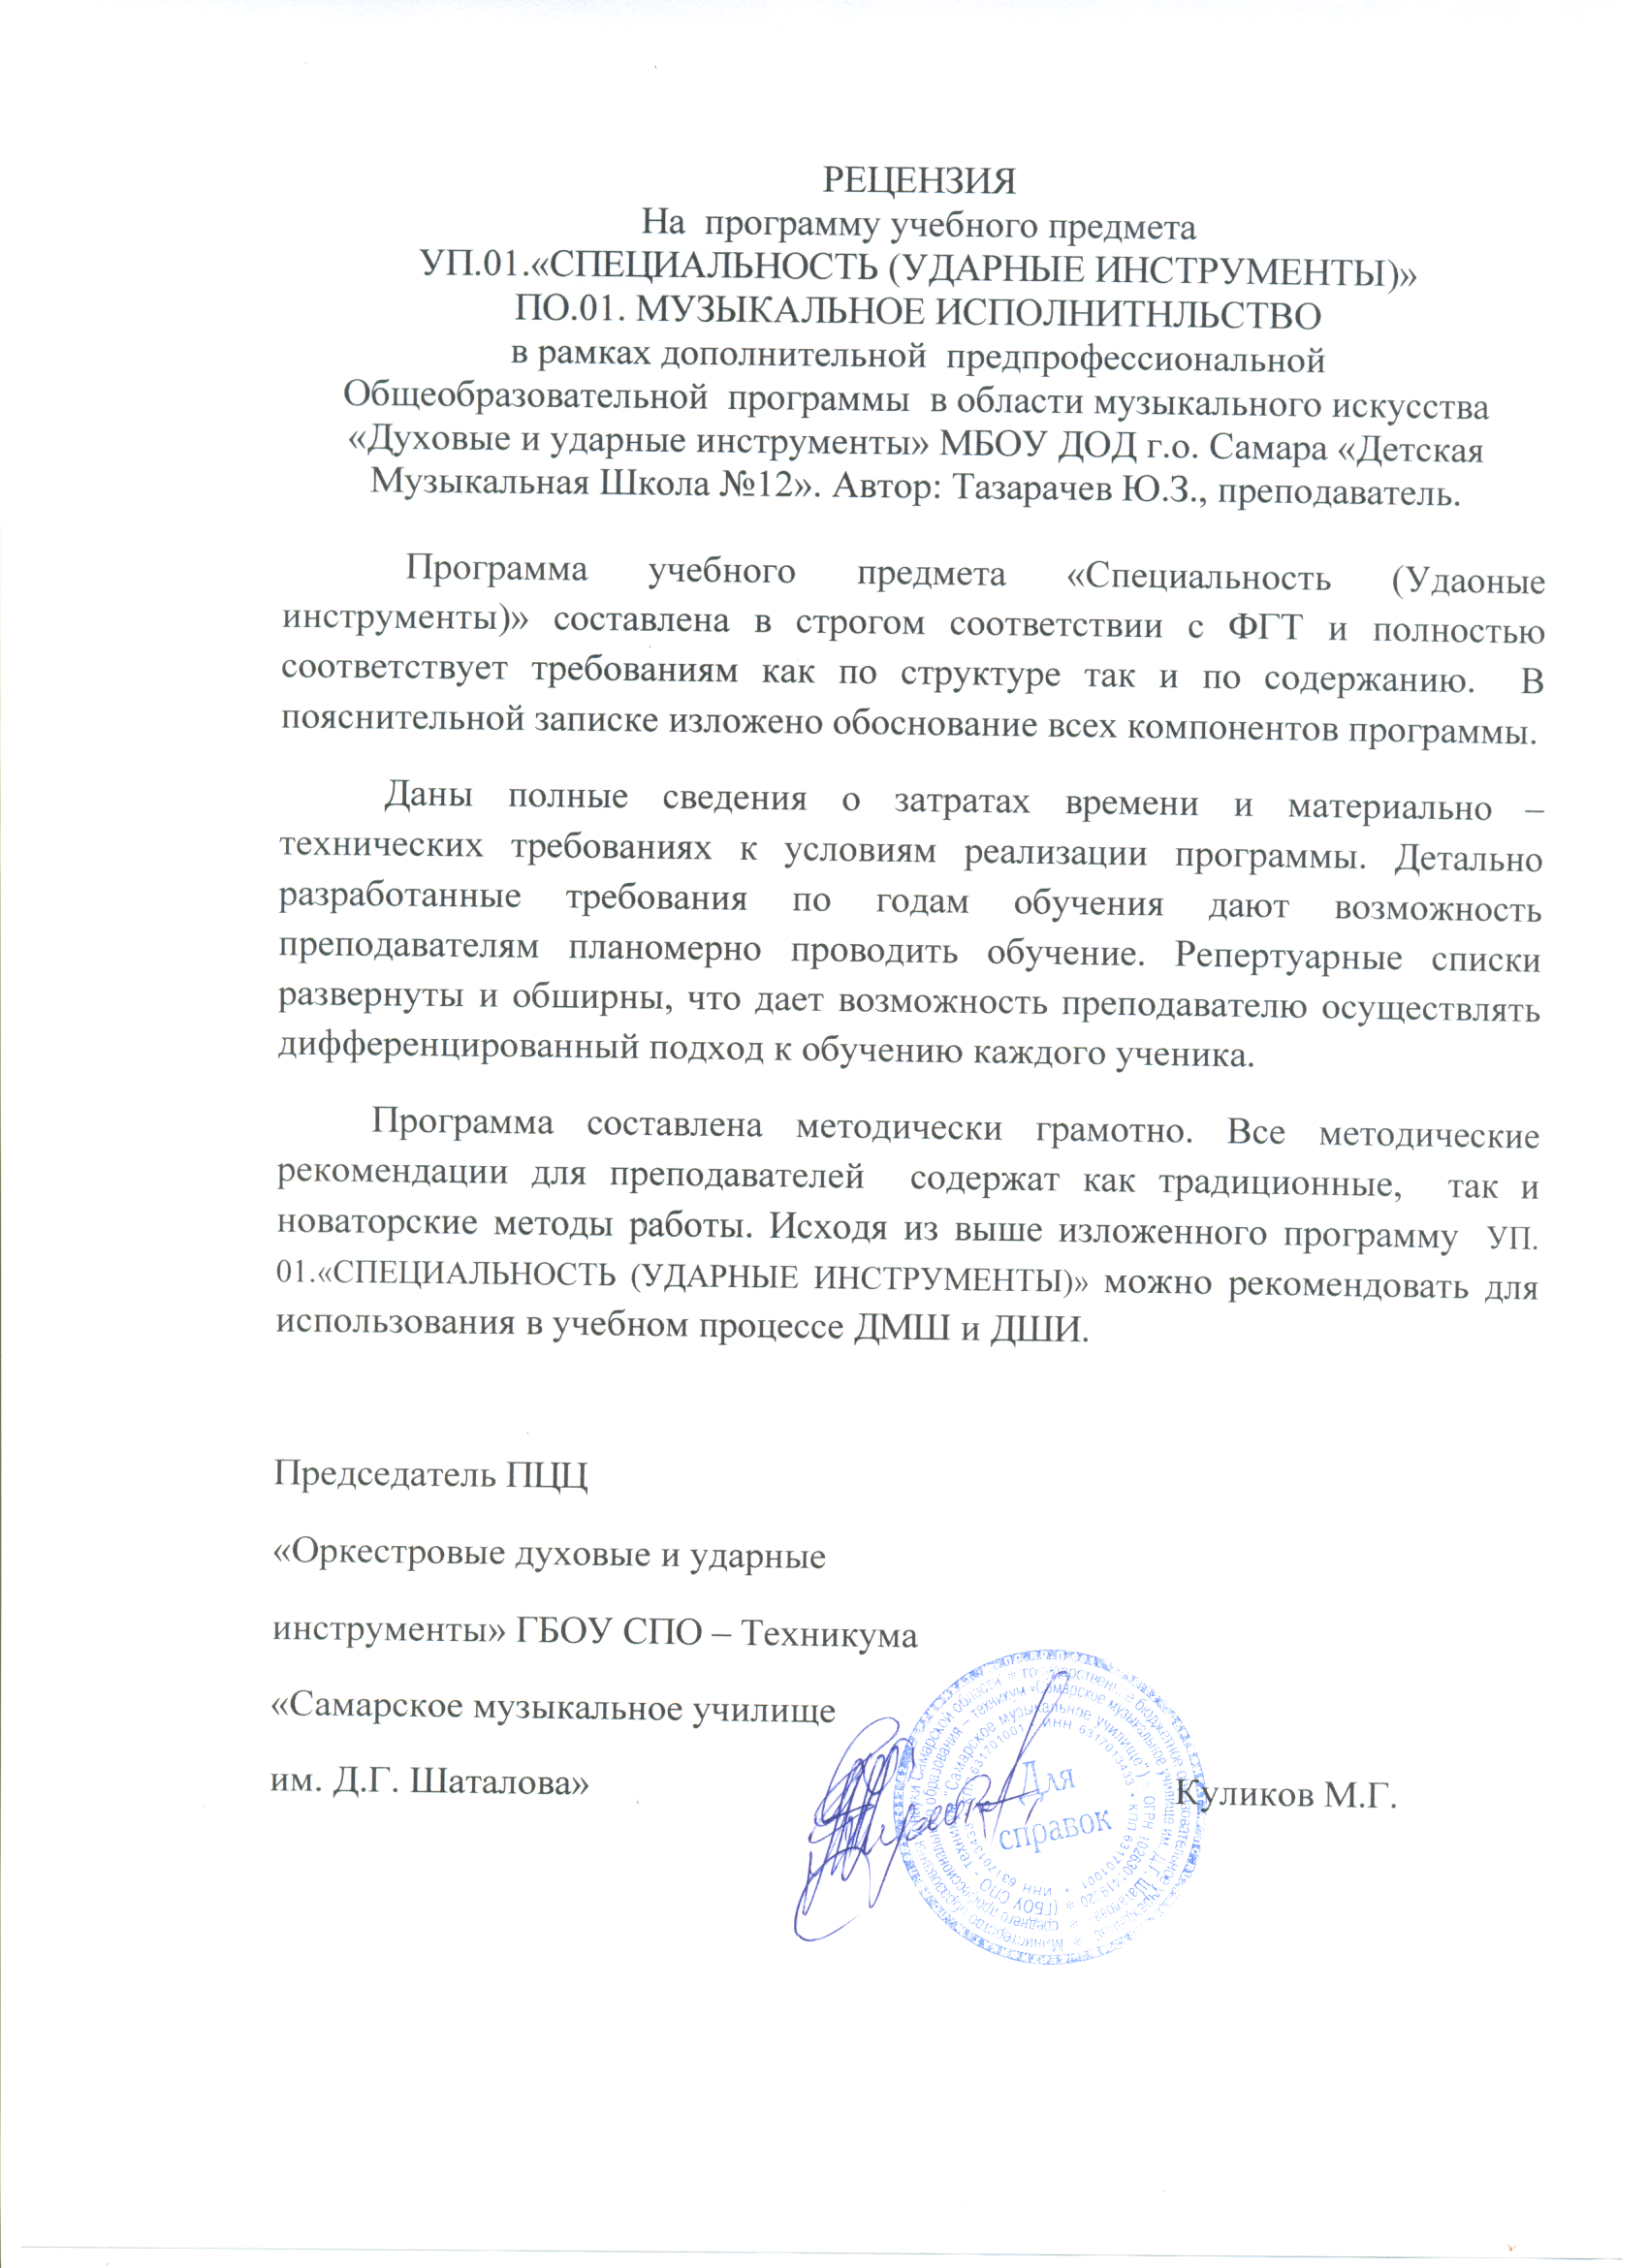 РЕЦЕНЗИЯ
На программу учебного предмета
УП.01.«СПЕЦИАЛЬНОСТЬ (УДАРНЫЕ ИНСТРУМЕНТЫ)»
ПО.01. МУЗЫКАЛЬНОЕ ИСПОЛНИТНЛЬСТВО
в рамках дополнительной предпрофессиональной
Общеобразовательной программы в области музыкального искусства
«Духовые и ударные инструменты» МБОУ ДОД г.о. Самара «Детская
Музыкальная Школа №12». Автор: Тазарачев Ю.З., преподаватель.
Программа учебного предмета «Специальность (Удаоные
инструменты)» составлена в строгом соответствии с ФГТ и полностью
соответствует требованиям как по структуре так и по содержанию. В
пояснительной записке изложено обоснование всех компонентов программы.
Даны полные сведения о затратах времени и материально –
технических требованиях к условиям реализации программы. Детально
разработанные требования по годам обучения дают возможность
преподавателям планомерно проводить обучение. Репертуарные списки
развернуты и обширны, что дает возможность преподавателю осуществлять
дифференцированный подход к обучению каждого ученика.
Программа составлена методически грамотно. Все методические
рекомендации для преподавателей содержат как традиционные, так и
новаторские методы работы. Исходя из выше изложенного программу УП.
01.«СПЕЦИАЛЬНОСТЬ (УДАРНЫЕ ИНСТРУМЕНТЫ)» можно рекомендовать для
использования в учебном процессе ДМШ и ДШИ.
Председатель ПЦЦ
«Оркестровые духовые и ударные
инструменты» ГБОУ СПО – Техникума
«Самарское музыкальное училище
им. Д.Г. Шаталова»
Куликов М.Г.
Для
справок